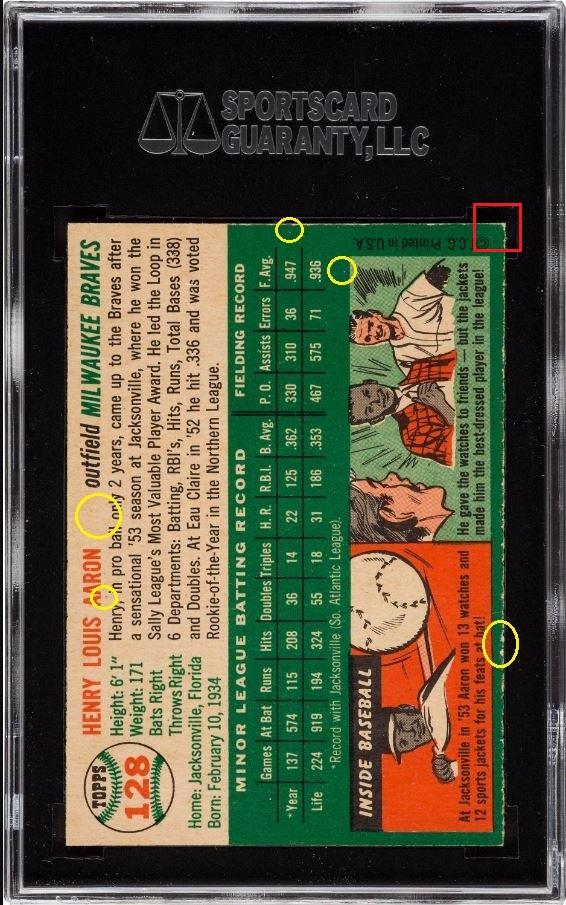 SPORTSCARD
GUARANTY, LLC
TOPPS
128
HENRY LOUIS AARON outfield MILWAUKEE BRAVES
Height: 6' 1"
Weight: 171
Bats Right
Throws Right
Home: Jacksonville, Florida
Born: February 10, 1934
Henry, in pro ball only 2 years, came up to the Braves after
a sensational '53 season at Jacksonville, where he won the
Sally League's Most Valuable Player Award. He led the Loop in
6 Departments: Batting, RBI's, Hits, Runs, Total Bases (338)
and Doubles. At Eau Claire in '52 he hit .336 and was voted
Rookie-of-the-Year in the Northern League.
MINOR LEAGUE BATTING RECORD FIELDING RECORD
Games At Bat Runs Hits Doubles Triples H.R. R.B.I. B. Avg. P.O. Assists Errors F. Avg.
*Year 137 574 115 208 36 14 22 125 .362 330 310 36 .947
Life 224 919 194 324 55 18 31 186 .353 467 575 71 .936
*Record with Jacksonville (So. Atlantic League).
INSIDE BASEBALL
At Jacksonville in '53 Aaron won 13 watches and
12 sports jackets for his feats at bat!
He gave the watches to friends — but the jackets
made him the best-dressed player in the league!
© T.C.G. Printed in U.S.A.